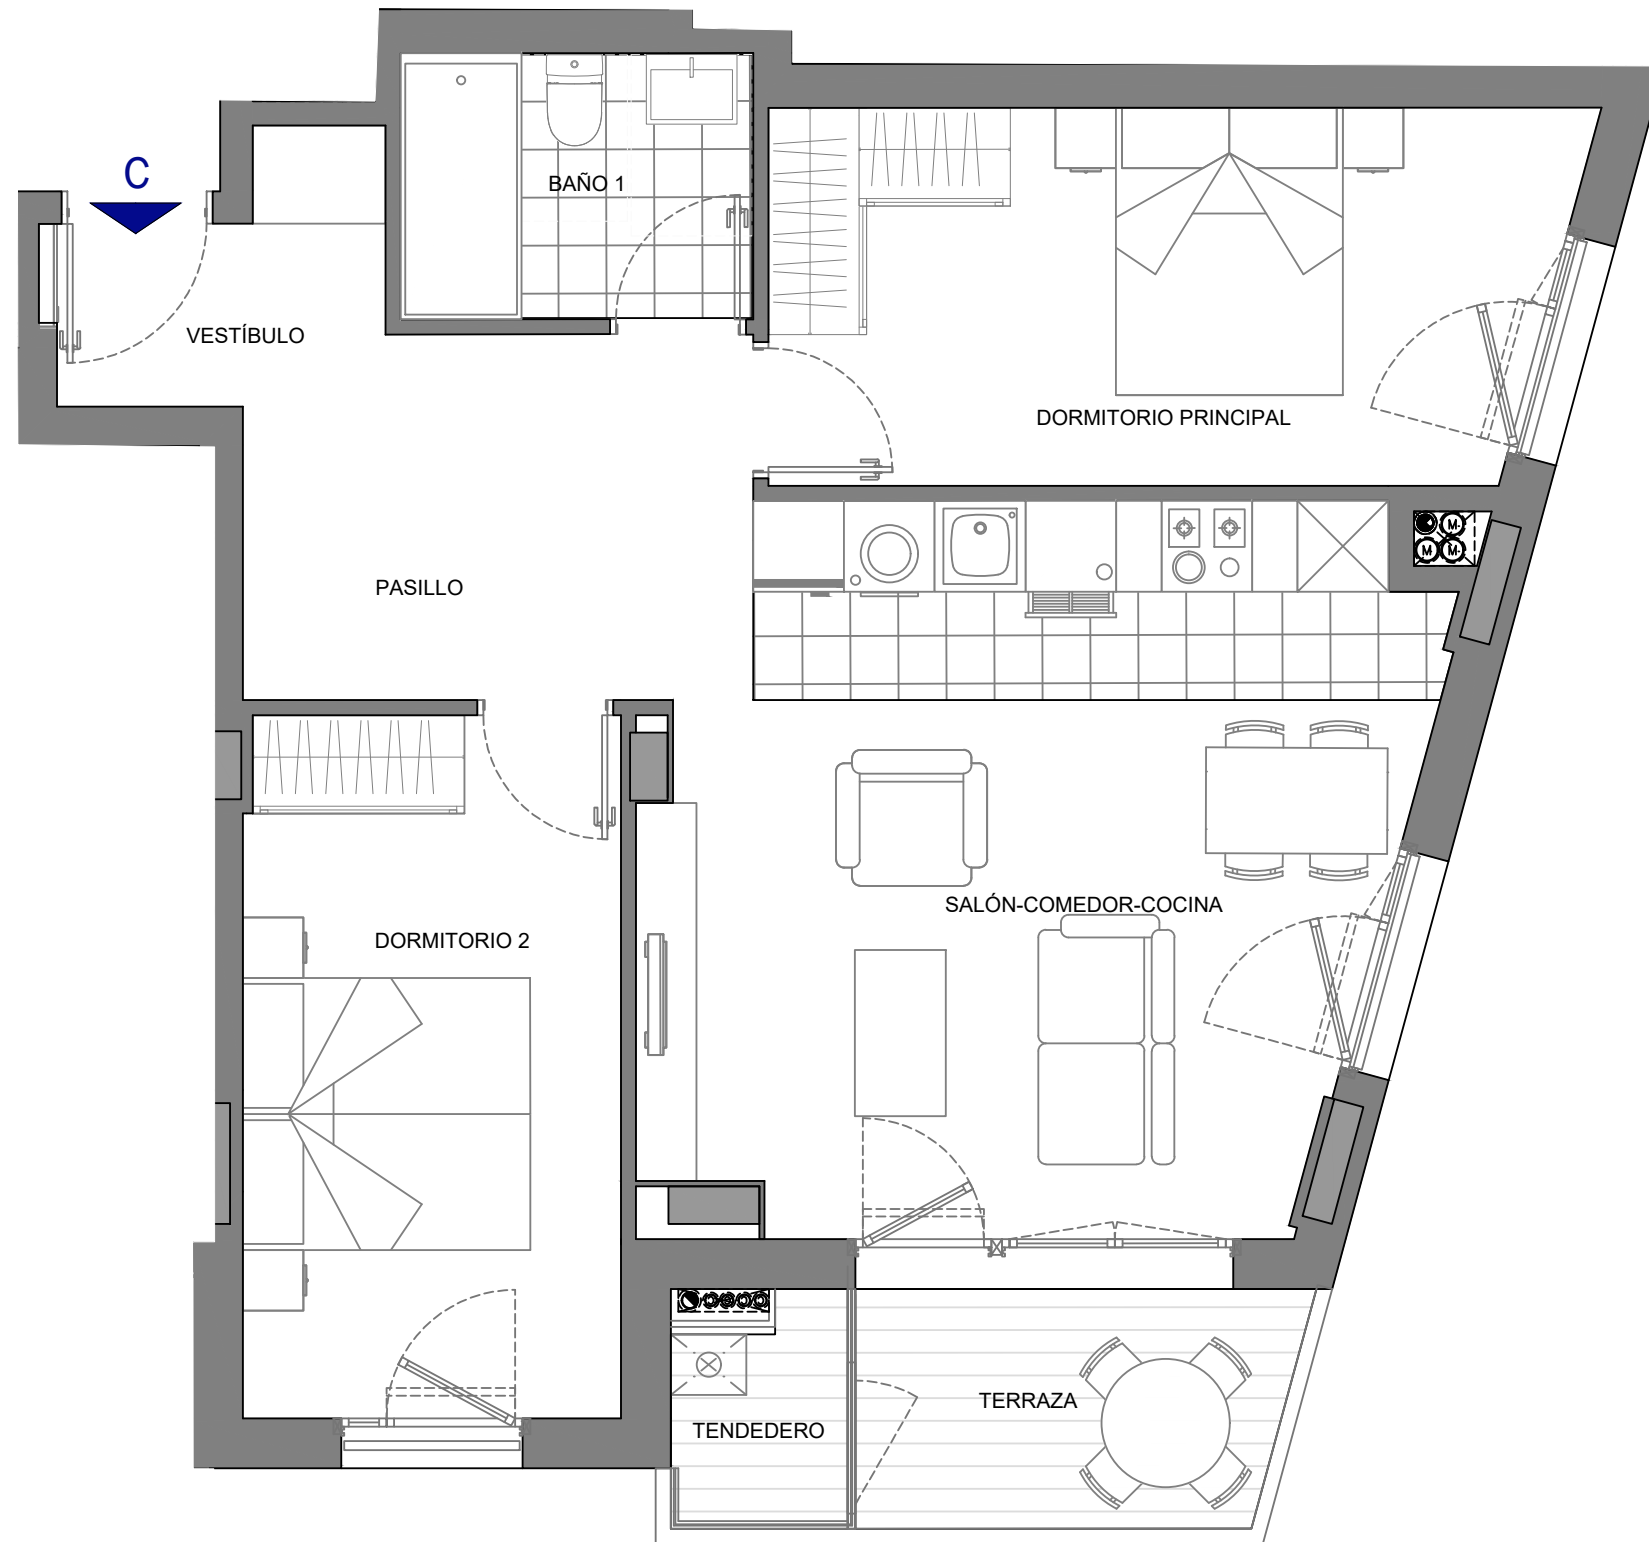 C
BAÑO 1
VESTÍBULO
DORMITORIO PRINCIPAL
M
M
M
PASILLO
SALÓN-COMEDOR-COCINA
DORMITORIO 2
TERRAZA
TENDEDERO